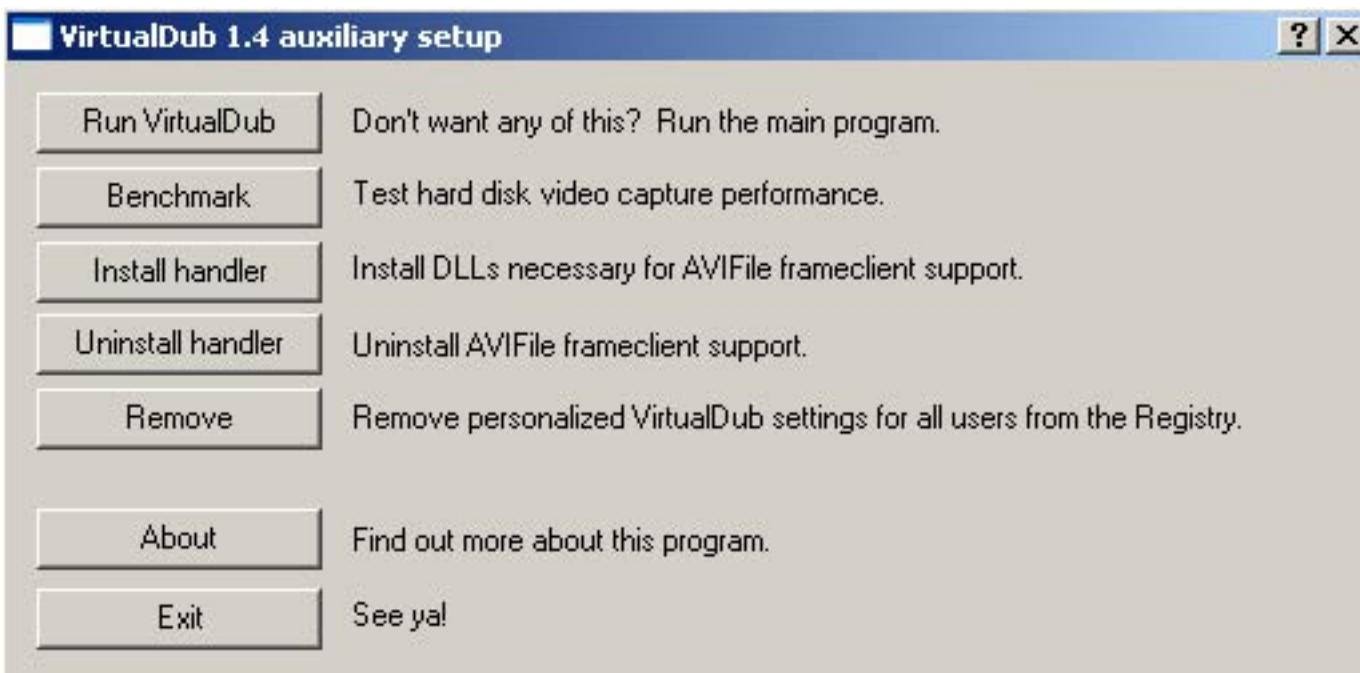 VirtualDub 1.4 auxiliary setup
Run VirtualDub Don't want any of this? Run the main program.
Benchmark Test hard disk video capture performance.
Install handler Install DLLs necessary for AVIFile frameclient support.
Uninstall handler Uninstall AVIFile frameclient support.
Remove Remove personalized VirtualDub settings for all users from the Registry.
About Find out more about this program.
Exit See ya!